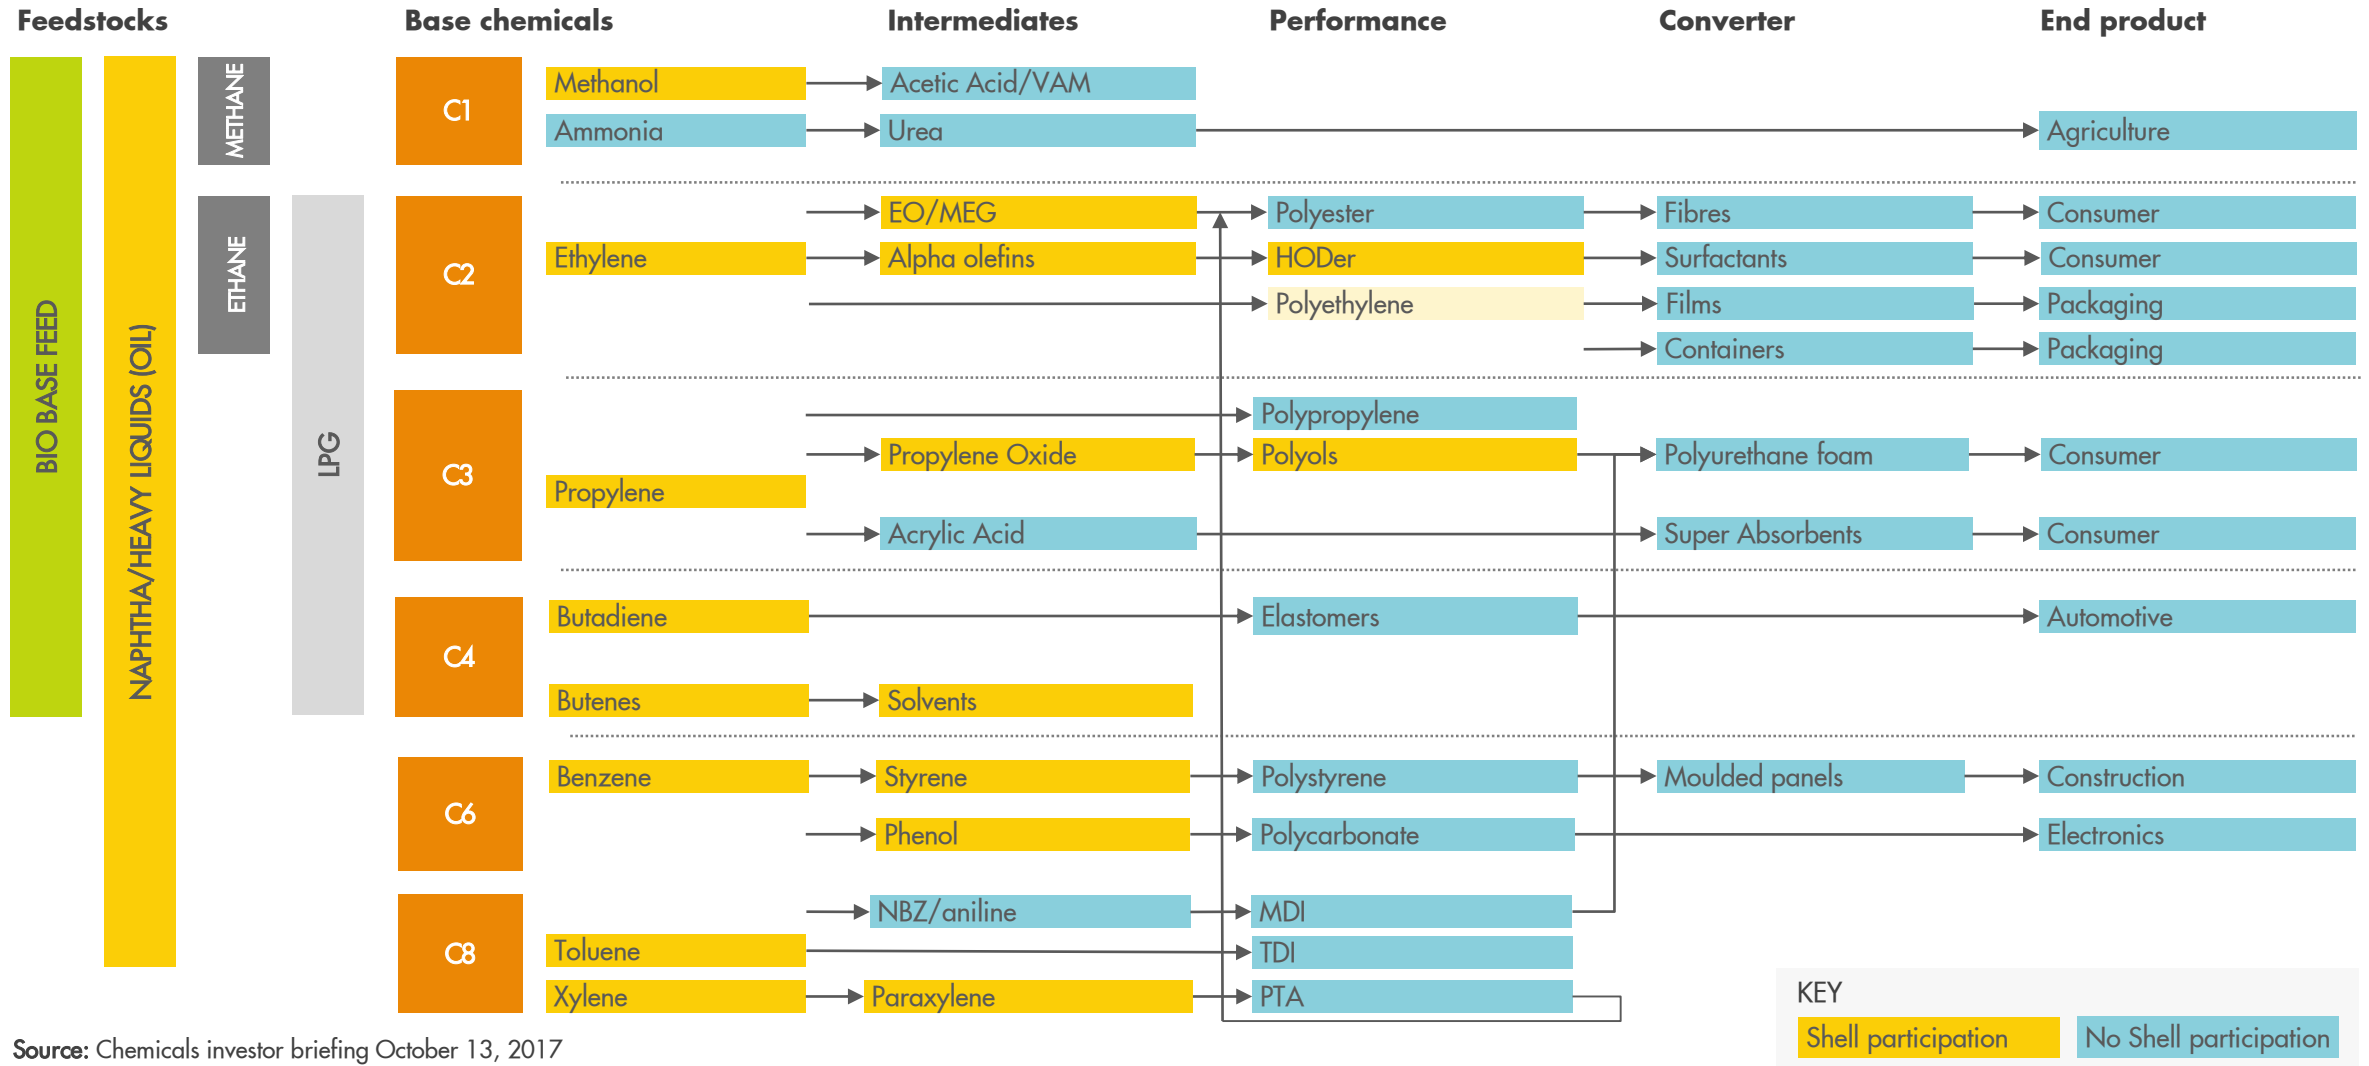 Feedstocks
Base chemicals
Intermediates
Performance
Converter
End product
BIO BASE FEED
NAPHTHA/HEAVY LIQUIDS (OIL)
METHANE
ETHANE
LPG
C1
Methanol
Acetic Acid/VAM
Ammonia
Urea
Agriculture
C2
EO/MEG
Polyester
Fibres
Consumer
Ethylene
Alpha olefins
HODer
Surfactants
Consumer
Polyethylene
Films
Packaging
Containers
Packaging
C3
Polypropylene
Propylene Oxide
Polyols
Polyurethane foam
Consumer
Propylene
Acrylic Acid
Super Absorbents
Consumer
C4
Butadiene
Elastomers
Automotive
Butenes
Solvents
C6
Benzene
Styrene
Polystyrene
Moulded panels
Construction
Phenol
Polycarbonate
Electronics
C8
NBZ/aniline
MDI
Toluene
TDI
Xylene
Paraxylene
PTA
KEY
Shell participation
No Shell participation
Source: Chemicals investor briefing October 13, 2017